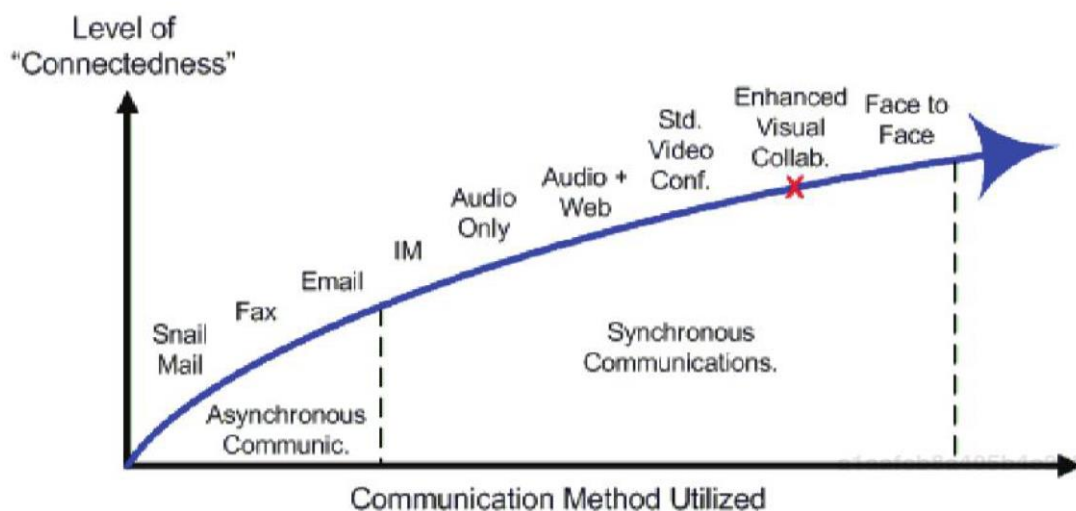 Level of
“Connectedness”
Enhanced
Visual
Collab.
Face to
Face
Std.
Video
Conf.
Audio +
Web
Audio
Only
IM
Email
Fax
Snail
Mail
Synchronous
Communications.
Asynchronous
Communic.
Communication Method Utilized